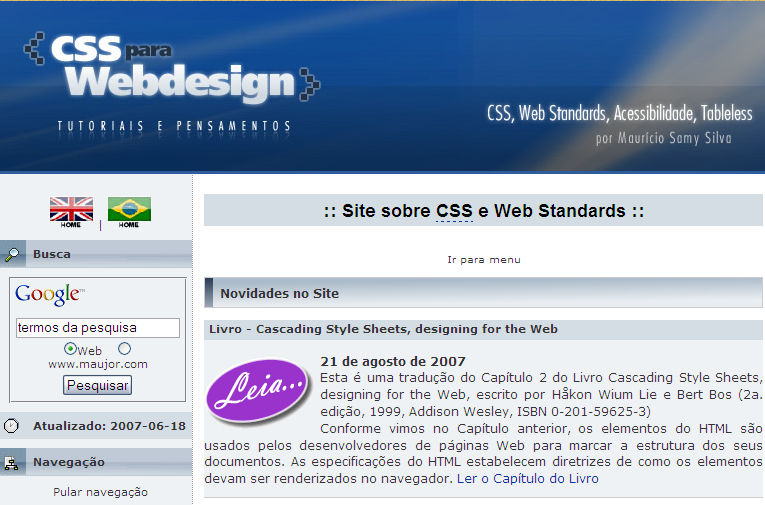 CSS para
Webdesign
TUTORIAIS E PENSAMENTOS
CSS, Web Standards, Acessibilidade, Tableless
por Maurício Samy Silva
HOME | HOME
Busca
Google™
termos da pesquisa
Web
www.maujor.com
Pesquisar
Atualizado: 2007-06-18
Navegação
Pular navegação
:: Site sobre CSS e Web Standards ::
Ir para menu
Novidades no Site
Livro - Cascading Style Sheets, designing for the Web
Leia...
21 de agosto de 2007
Esta é uma tradução do Capítulo 2 do Livro Cascading Style Sheets,
designing for the Web, escrito por Håkon Wium Lie e Bert Bos (2a.
edição, 1999, Addison Wesley, ISBN 0-201-59625-3)
Conforme vimos no Capítulo anterior, os elementos do HTML são
usados pelos desenvolvedores de páginas Web para marcar a estrutura dos seus
documentos. As especificações do HTML estabelecem diretrizes de como os elementos
devam ser renderizados no navegador. Ler o Capítulo do Livro